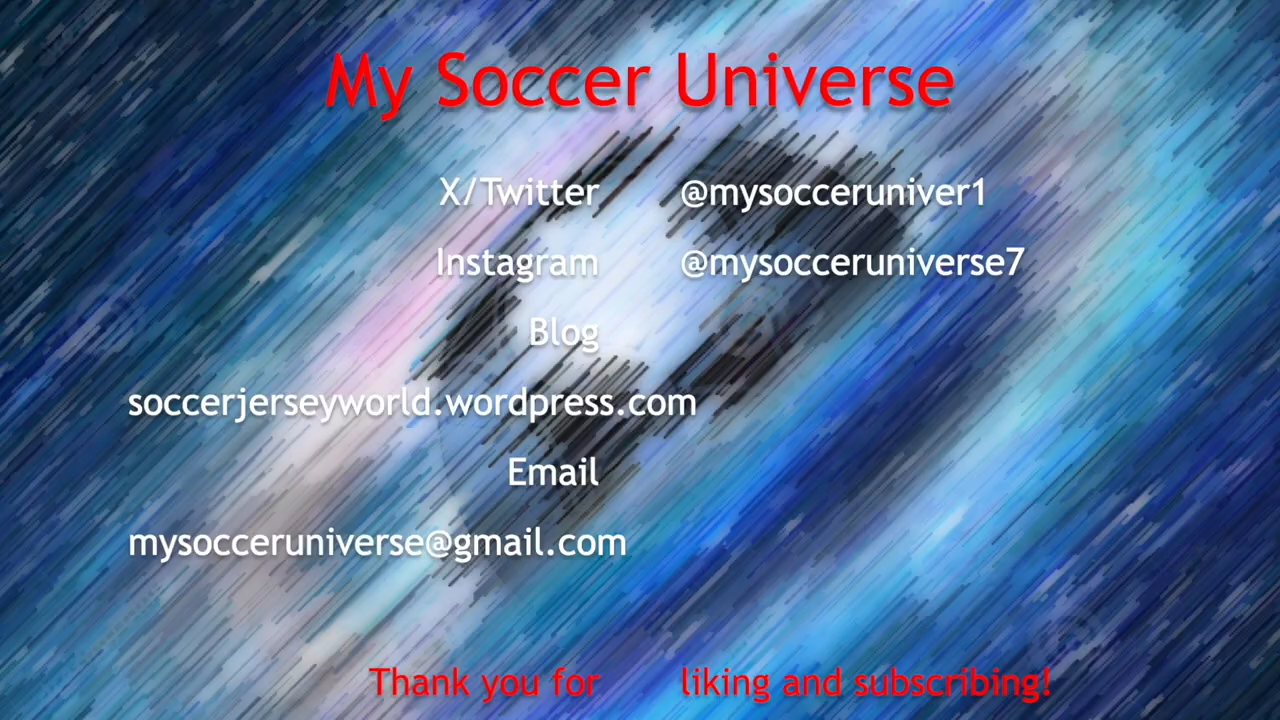 My Soccer Universe
X/Twitter @mysocceruniver1
Instagram @mysocceruniverse7
Blog
soccerjerseyworld.wordpress.com
Email
mysocceruniverse@gmail.com
Thank you for liking and subscribing!